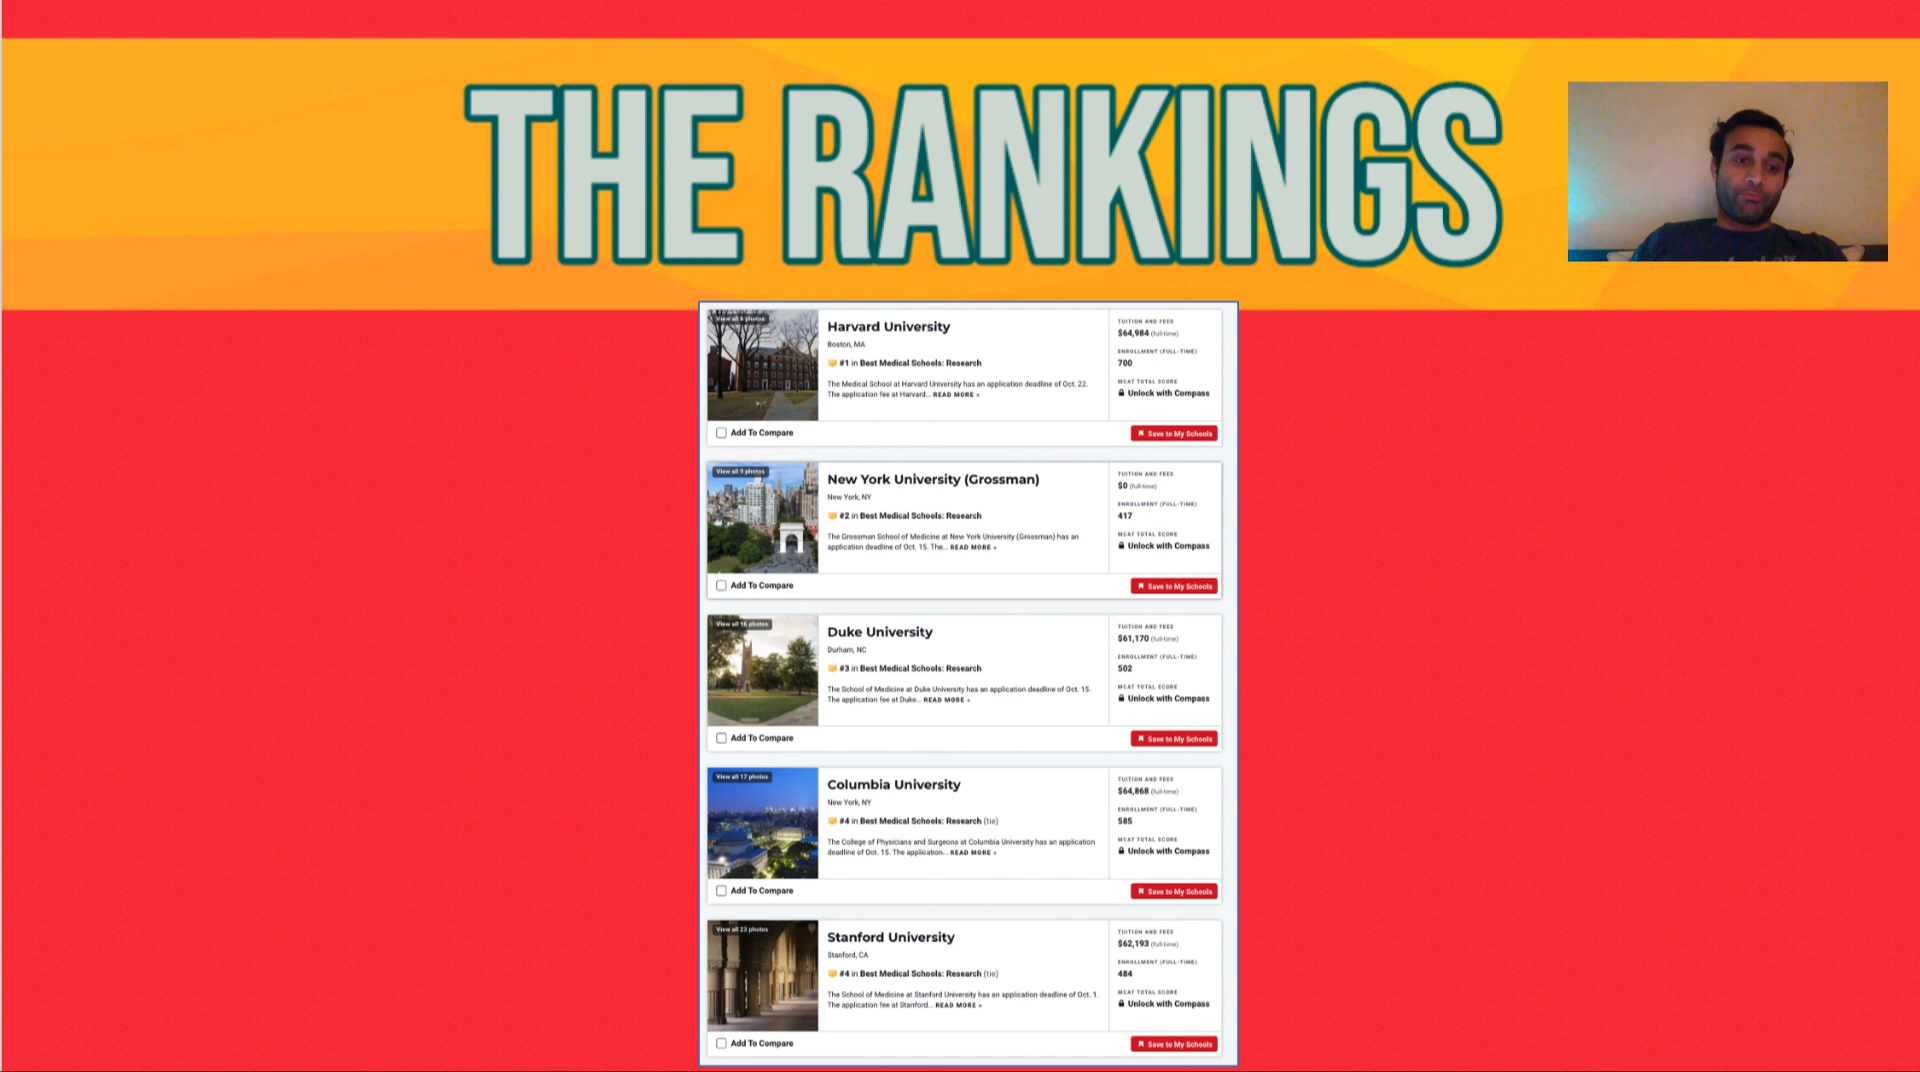 THE RANKINGS
View all 6 photos
Harvard University
Boston, MA
#1 in Best Medical Schools: Research
The Medical School at Harvard University has an application deadline of Oct. 22.
The application fee at Harvard... READ MORE »
TUITION AND FEES
$64,984 (full-time)
ENROLLMENT (FULL-TIME)
700
MCAT TOTAL SCORE
Unlock with Compass
Add To Compare
Save to My Schools
View all 9 photos
New York University (Grossman)
New York, NY
#2 in Best Medical Schools: Research
The Grossman School of Medicine at New York University (Grossman) has an
application deadline of Oct. 15. The... READ MORE »
TUITION AND FEES
$0 (full-time)
ENROLLMENT (FULL-TIME)
417
MCAT TOTAL SCORE
Unlock with Compass
Add To Compare
Save to My Schools
View all 16 photos
Duke University
Durham, NC
#3 in Best Medical Schools: Research
The School of Medicine at Duke University has an application deadline of Oct. 15.
The application fee at Duke... READ MORE »
TUITION AND FEES
$61,170 (full-time)
ENROLLMENT (FULL-TIME)
502
MCAT TOTAL SCORE
Unlock with Compass
Add To Compare
Save to My Schools
View all 17 photos
Columbia University
New York, NY
#4 in Best Medical Schools: Research (tie)
The College of Physicians and Surgeons at Columbia University has an application
deadline of Oct. 15. The application... READ MORE »
TUITION AND FEES
$64,868 (full-time)
ENROLLMENT (FULL-TIME)
585
MCAT TOTAL SCORE
Unlock with Compass
Add To Compare
Save to My Schools
View all 23 photos
Stanford University
Stanford, CA
#4 in Best Medical Schools: Research (tie)
The School of Medicine at Stanford University has an application deadline of Oct. 1.
The application fee at Stanford... READ MORE »
TUITION AND FEES
$62,193 (full-time)
ENROLLMENT (FULL-TIME)
484
MCAT TOTAL SCORE
Unlock with Compass
Add To Compare
Save to My Schools